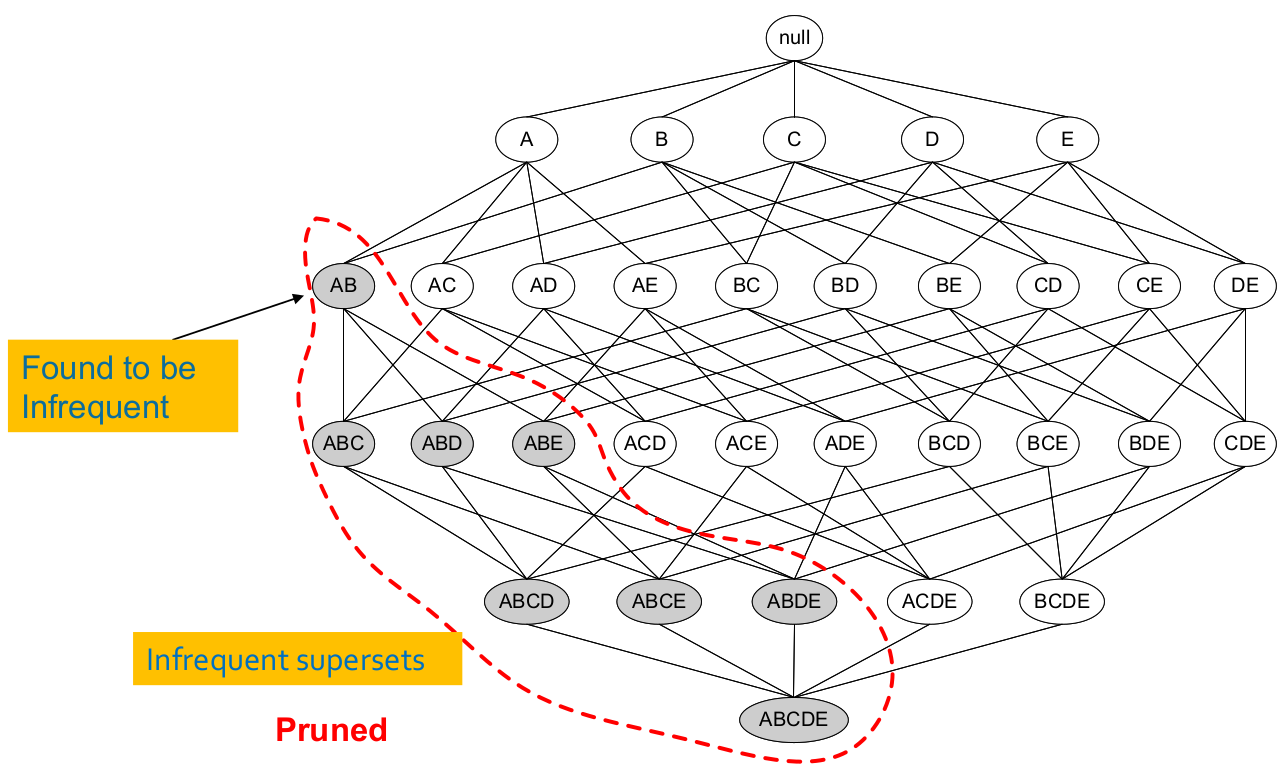 null
A B C D E
AB AC AD AE BC BD BE CD CE DE
Found to be
Infrequent
ABC ABD ABE ACD ACE ADE BCD BCE BDE CDE
ABCD ABCE ABDE ACDE BCDE
Infrequent supersets
ABCDE
Pruned